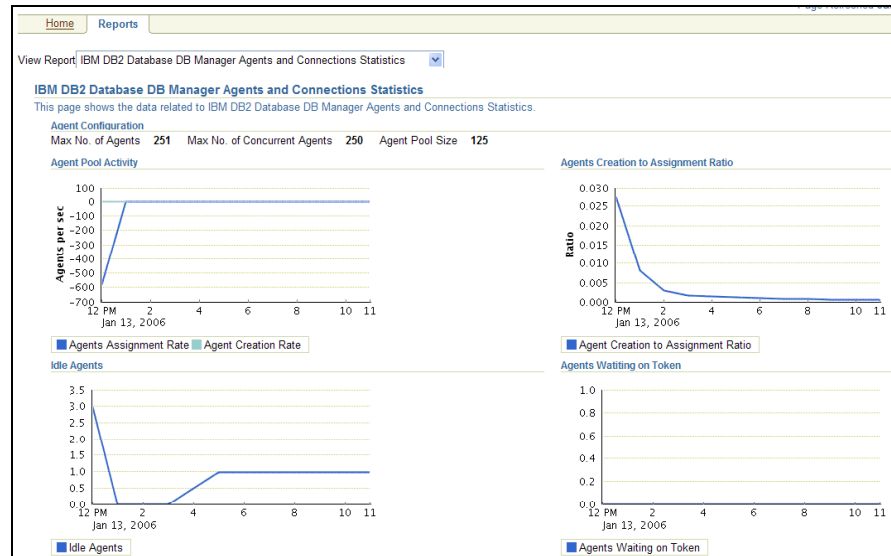 Home Reports
View Report IBM DB2 Database DB Manager Agents and Connections Statistics
IBM DB2 Database DB Manager Agents and Connections Statistics
This page shows the data related to IBM DB2 Database DB Manager Agents and Connections Statistics.
Agent Configuration
Max No. of Agents 251 Max No. of Concurrent Agents 250 Agent Pool Size 125
Agent Pool Activity
Agents per sec
100
0
-100
-200
-300
-400
-500
-600
-700
12 PM 2 4 6 8 10 11
Jan 13, 2006
Agents Assignment Rate Agent Creation Rate
Agents Creation to Assignment Ratio
Ratio
0.030
0.025
0.020
0.015
0.010
0.005
0.000
12 PM 2 4 6 8 10 11
Jan 13, 2006
Agent Creation to Assignment Ratio
Idle Agents
3.5
3.0
2.5
2.0
1.5
1.0
0.5
0.0
12 PM 2 4 6 8 10 11
Jan 13, 2006
Idle Agents
Agents Watiting on Token
1.0
0.8
0.6
0.4
0.2
0.0
12 PM 2 4 6 8 10 11
Jan 13, 2006
Agents Waiting on Token